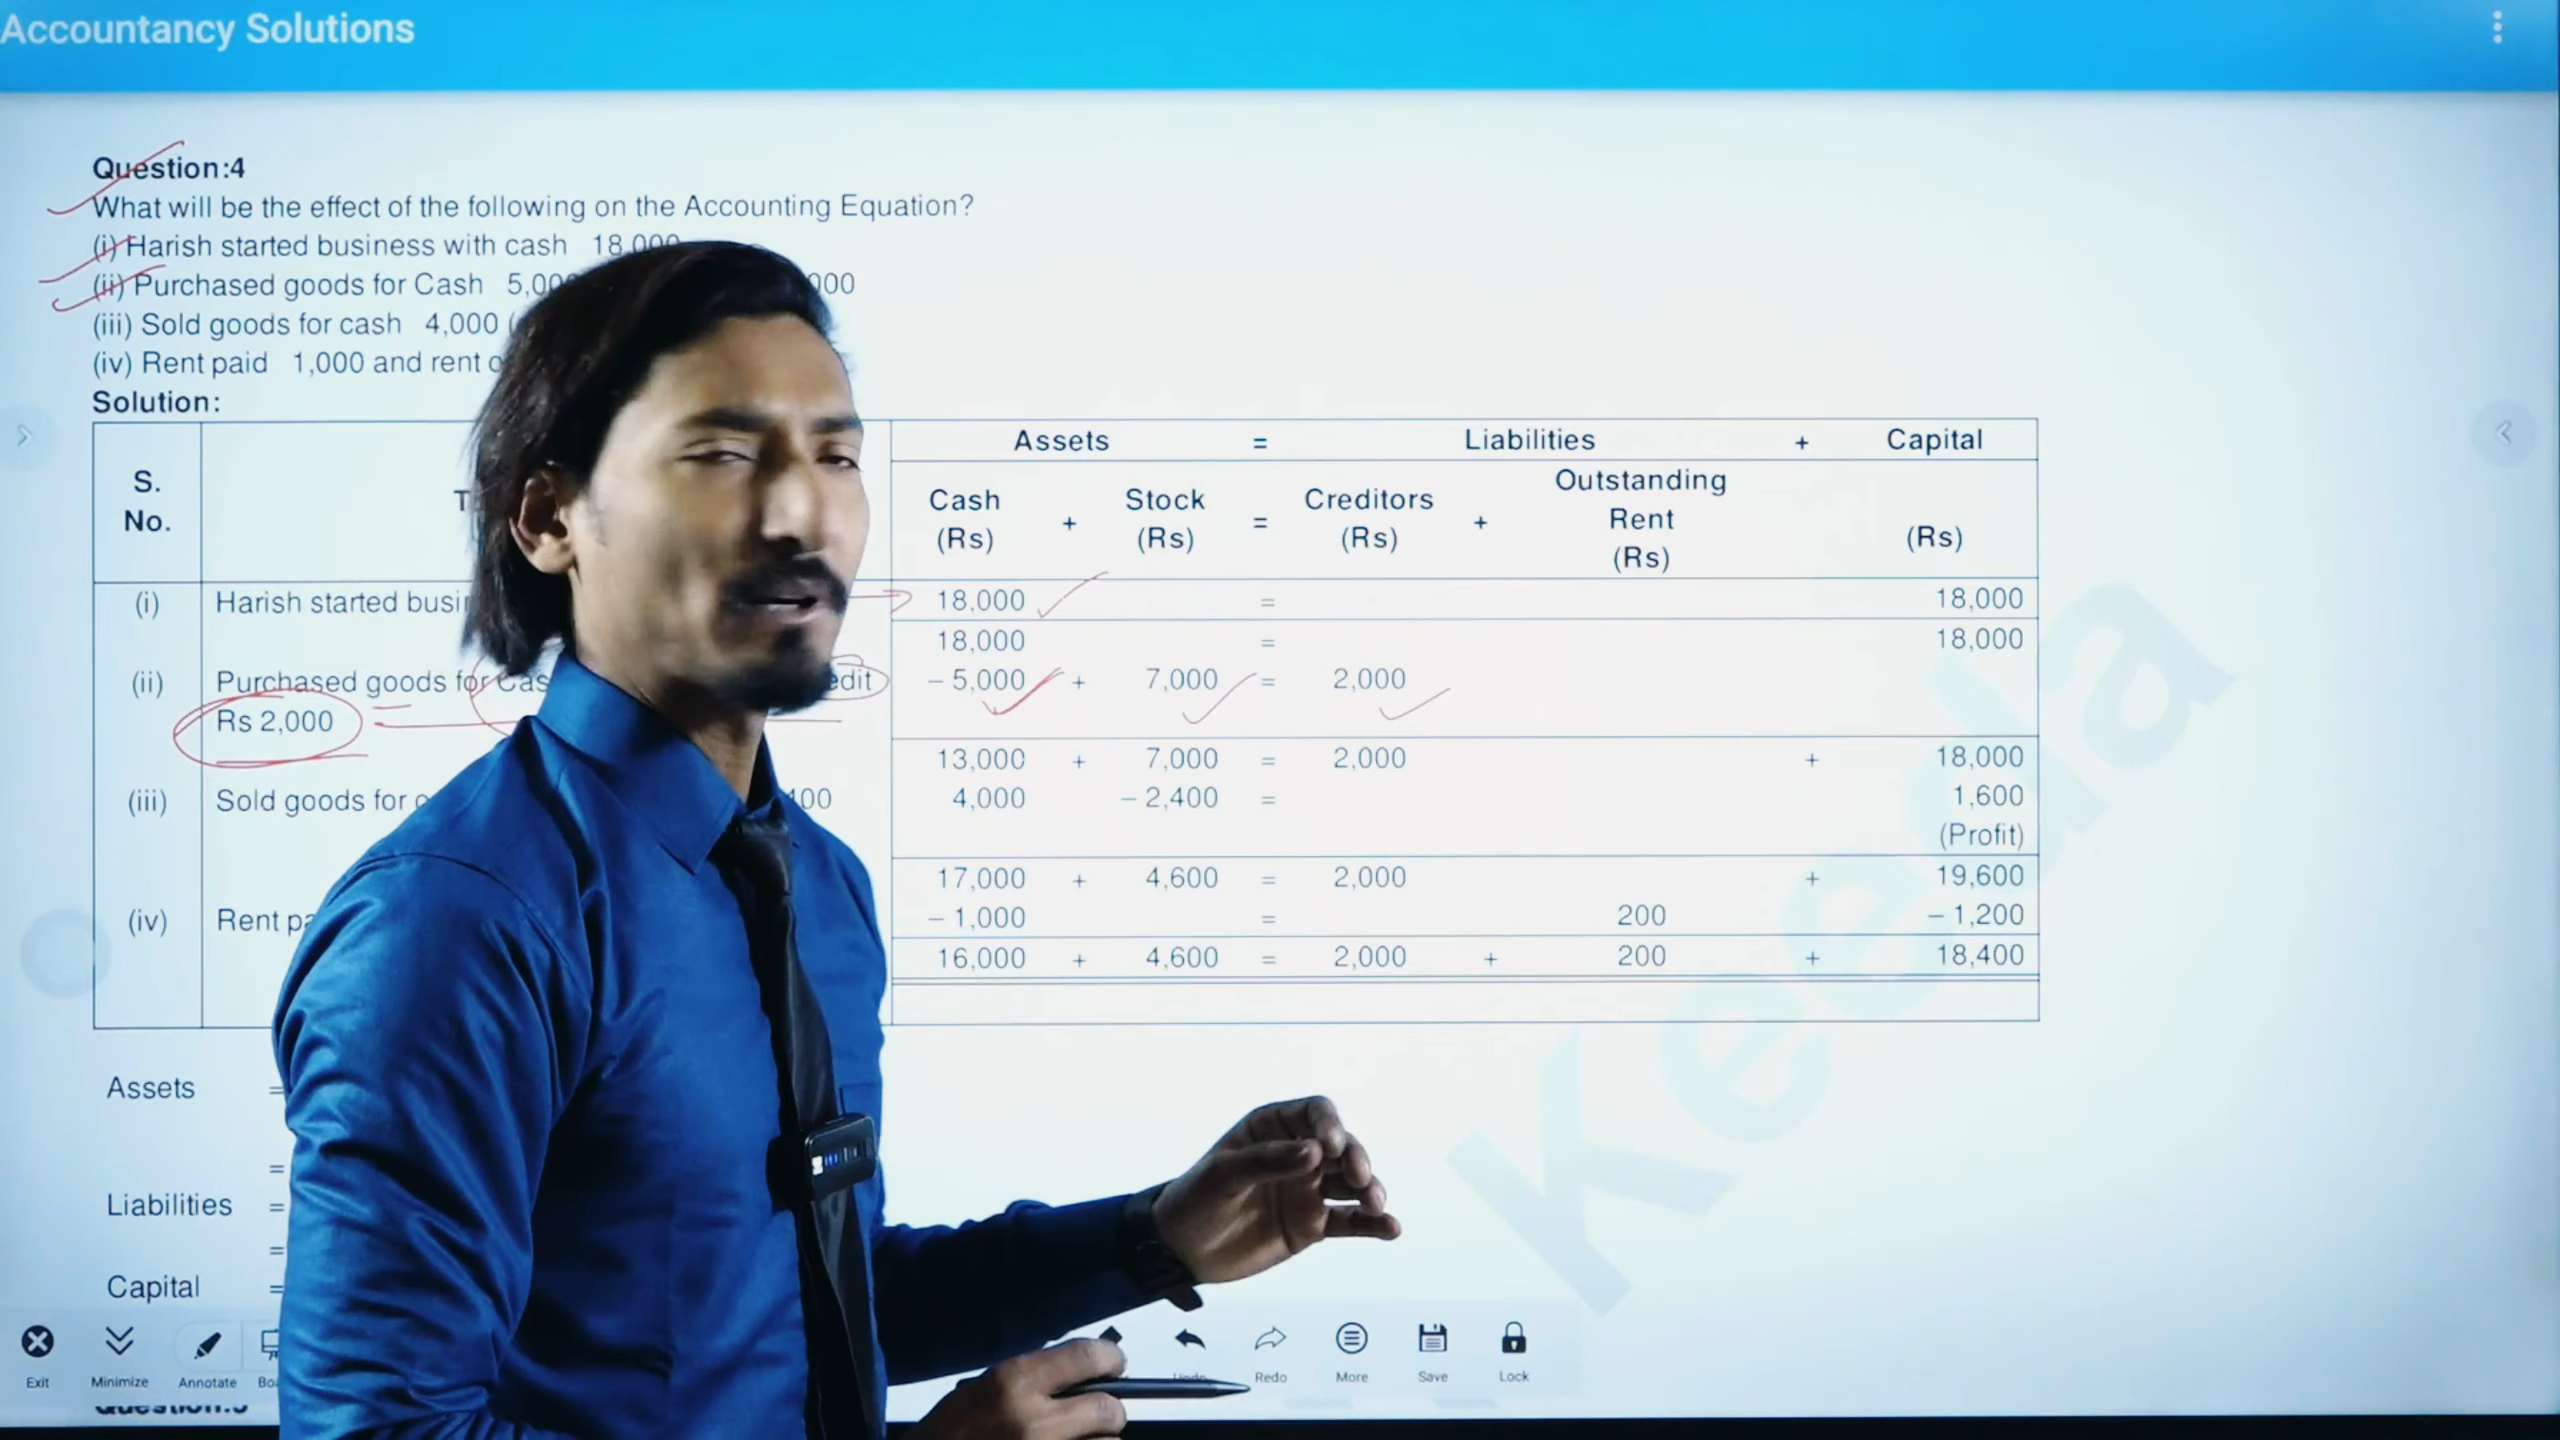 Accountancy Solutions
Question:4
What will be the effect of the following on the Accounting Equation?
(i) Harish started business with cash 18,000
(ii) Purchased goods for Cash 5,00 000
(iii) Sold goods for cash 4,000
(iv) Rent paid 1,000 and rent
Solution:
Assets = Liabilities + Capital
S. No.
Cash (Rs) + Stock (Rs) = Creditors (Rs) + Outstanding Rent (Rs) (Rs)
(i) Harish started 18,000 = 18,000
18,000 = 18,000
(ii) Purchased goods for – 5,000 + 7,000 = 2,000
Rs 2,000
13,000 + 7,000 = 2,000 + 18,000
(iii) Sold goods for 4,000 – 2,400 = 1,600
(Profit)
17,000 + 4,600 = 2,000 + 19,600
(iv) Rent – 1,000 = 200 – 1,200
16,000 + 4,600 = 2,000 + 200 + 18,400
Assets =
=
Liabilities =
=
Capital =
Exit Minimize Annotate Undo Redo More Save Lock
Keeda